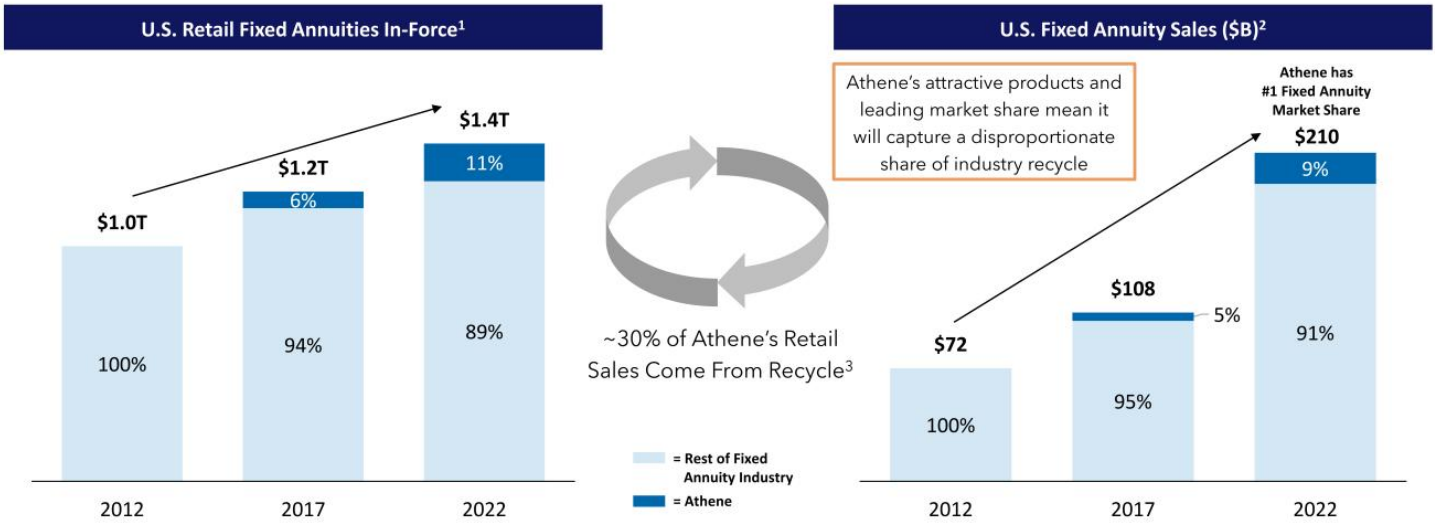 U.S. Retail Fixed Annuities In-Force¹
$1.0T
$1.2T
$1.4T
6%
11%
100%
94%
89%
2012
2017
2022
~30% of Athene’s Retail
Sales Come From Recycle³
= Rest of Fixed
Annuity Industry
= Athene
U.S. Fixed Annuity Sales ($B)²
Athene’s attractive products and
leading market share mean it
will capture a disproportionate
share of industry recycle
Athene has
#1 Fixed Annuity
Market Share
$72
$108
$210
5%
9%
100%
95%
91%
2012
2017
2022